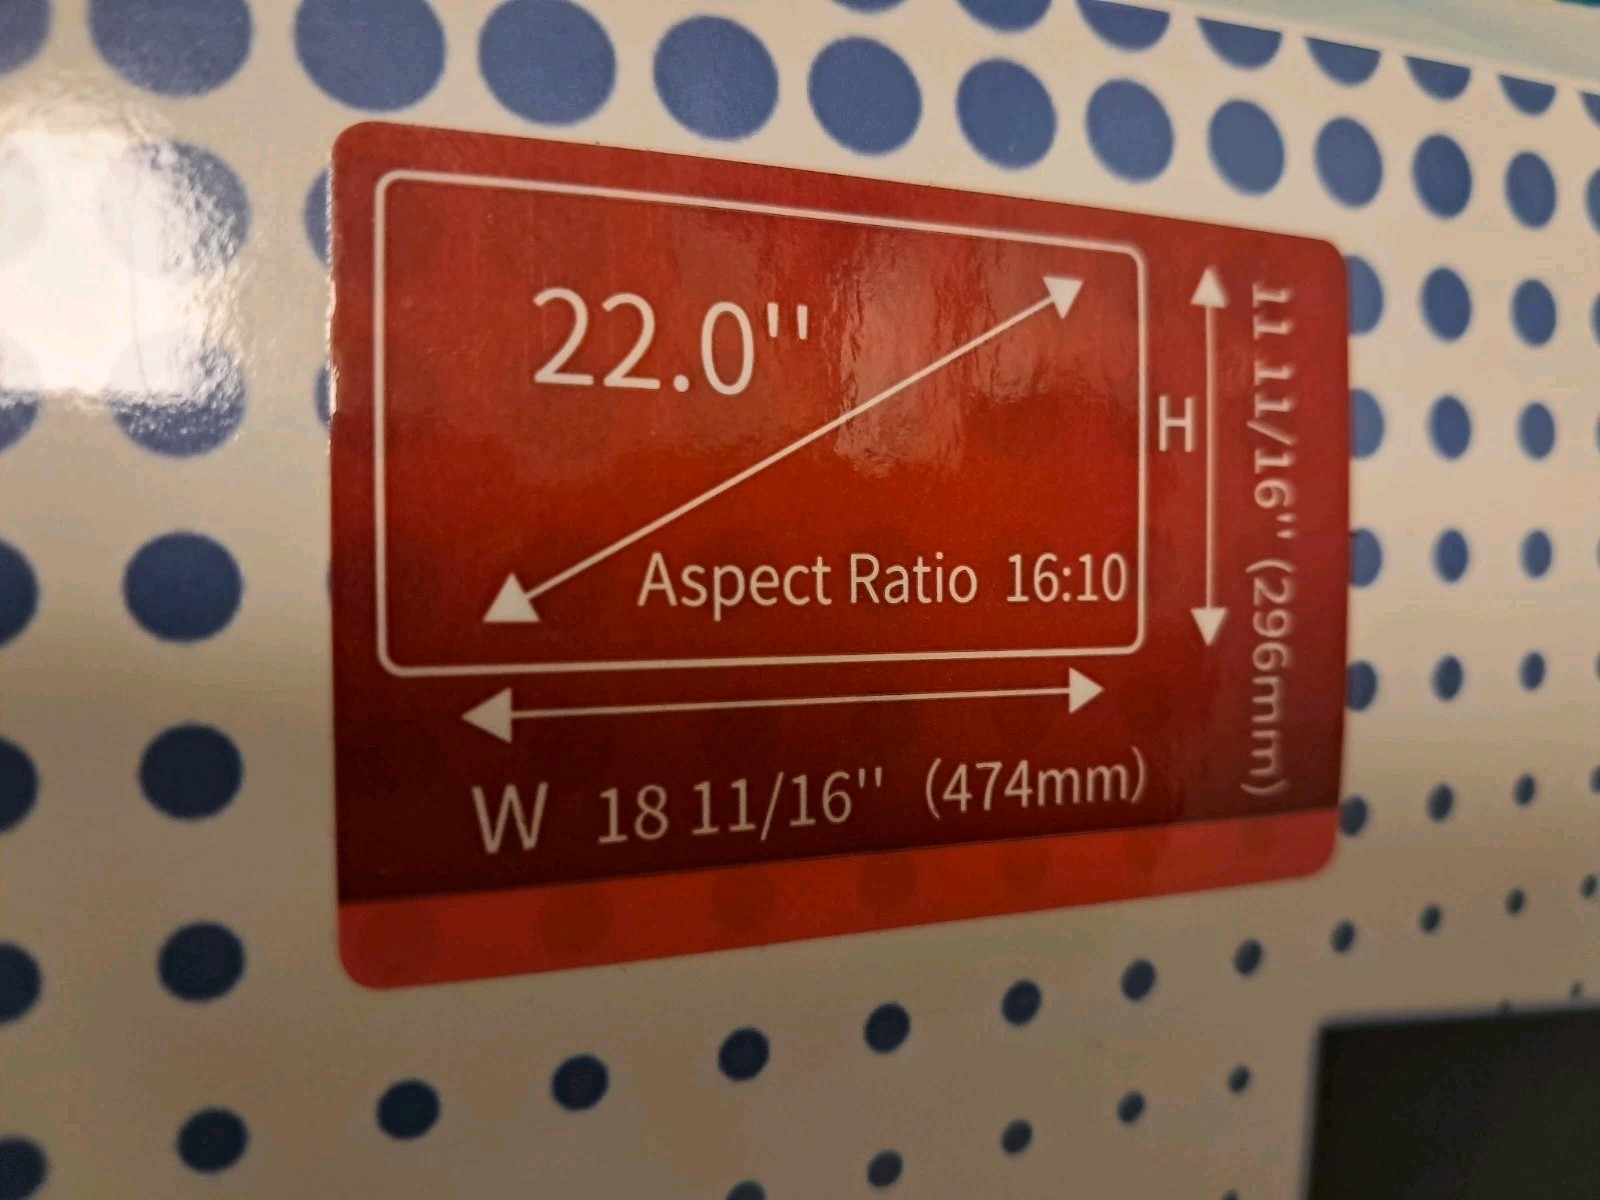 22.0"
Aspect Ratio 16:10
H
11 11/16" (296mm)
W 18 11/16" (474mm)